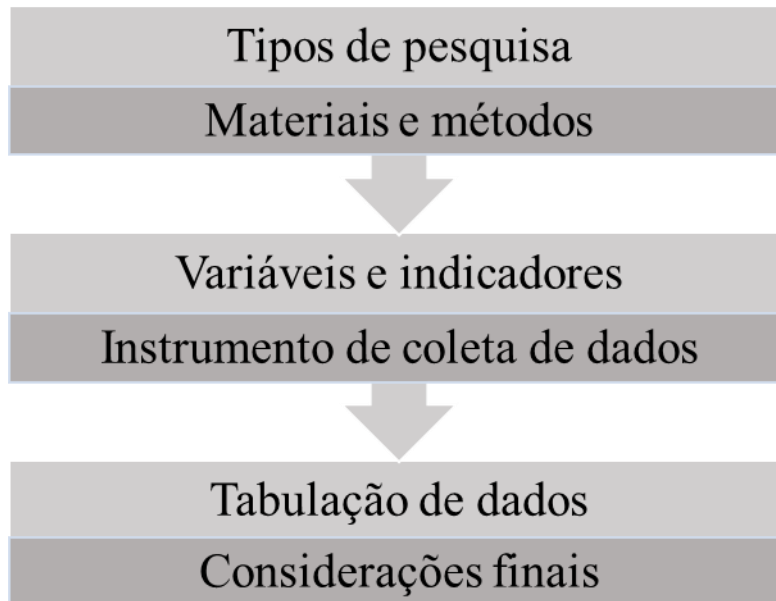 Tipos de pesquisa
Materiais e métodos
Variáveis e indicadores
Instrumento de coleta de dados
Tabulação de dados
Considerações finais